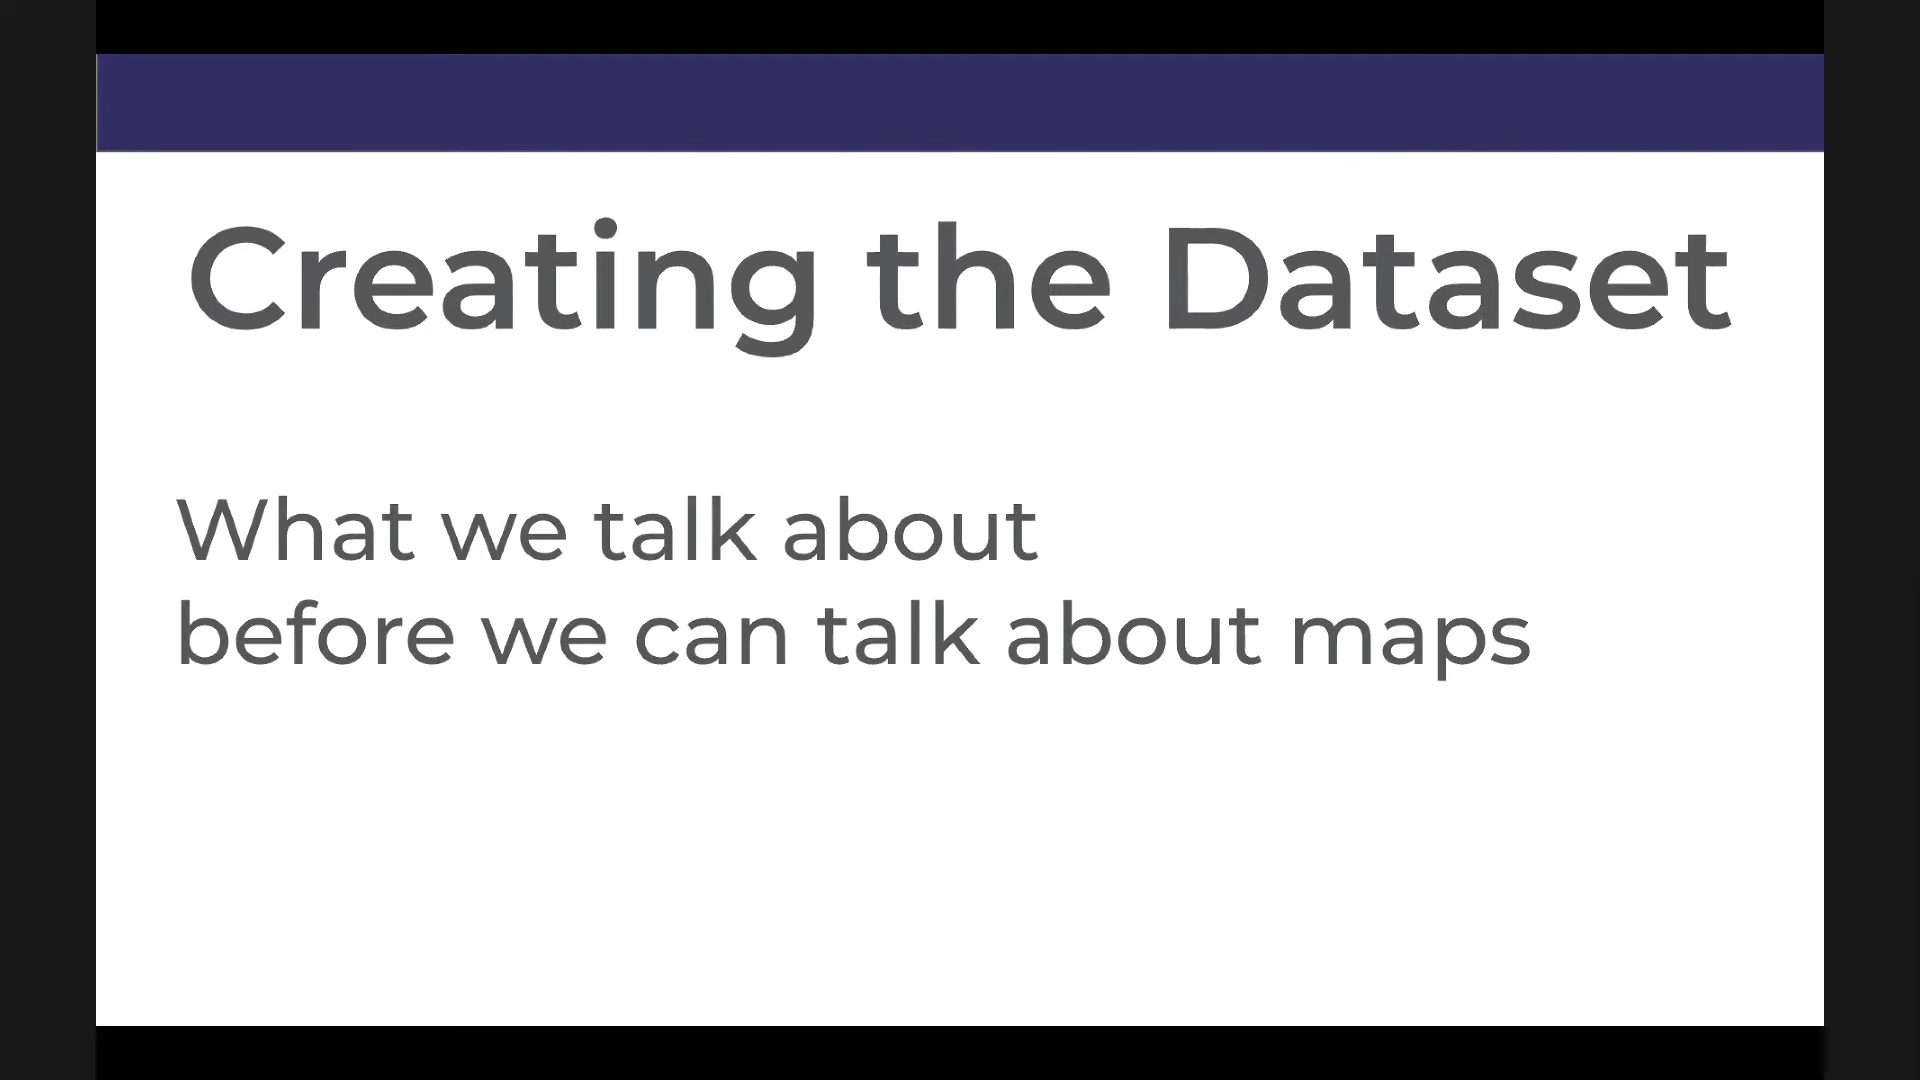 Creating the Dataset
What we talk about
before we can talk about maps